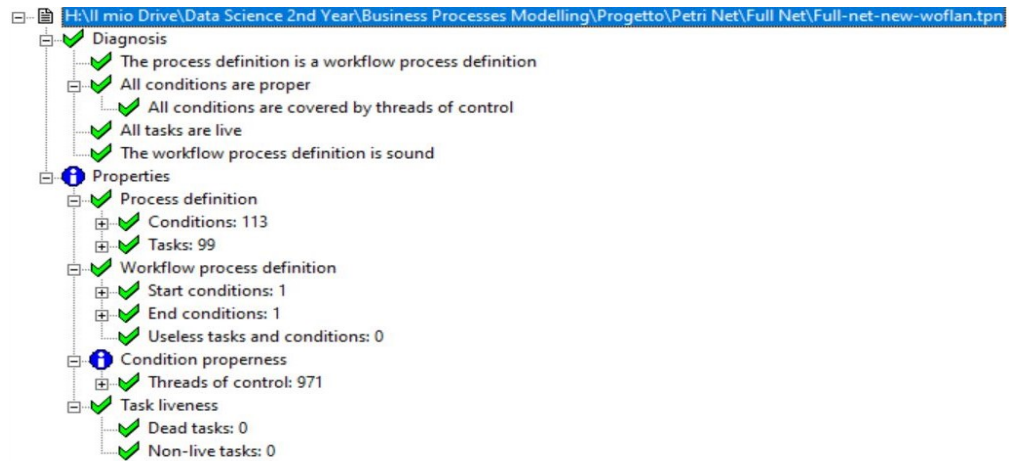 H:\Il mio Drive\Data Science 2nd Year\Business Processes Modelling\Progetto\Petri Net\Full Net\Full-net-new-woflan.tpn
Diagnosis
The process definition is a workflow process definition
All conditions are proper
All conditions are covered by threads of control
All tasks are live
The workflow process definition is sound
Properties
Process definition
Conditions: 113
Tasks: 99
Workflow process definition
Start conditions: 1
End conditions: 1
Useless tasks and conditions: 0
Condition properness
Threads of control: 971
Task liveness
Dead tasks: 0
Non-live tasks: 0